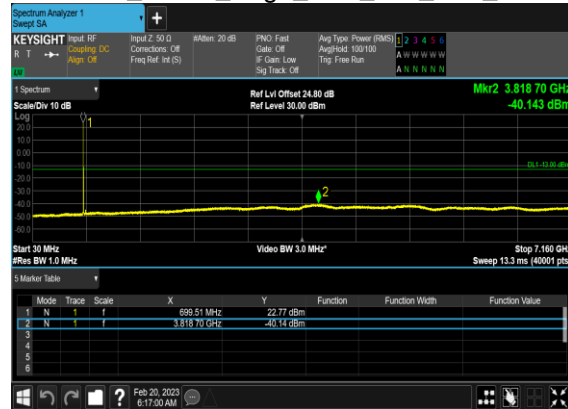 Spectrum Analyzer 1
Swept SA
+
KEYSIGHT
R T
Input: RF
Coupling: DC
Align: Off
Input Z: 50 Ω
Corrections: Off
Freq Ref: Int (S)
#Atten: 20 dB
PNO: Fast
Gate: Off
IF Gain: Low
Sig Track: Off
Avg Type: Power (RMS)
Avg|Hold: 100/100
Trig: Free Run
1 2 3 4 5 6
A W W W W W
A N N N N N
1 Spectrum
Scale/Div 10 dB
Ref Lvl Offset 24.80 dB
Ref Level 30.00 dBm
Mkr2 3.818 70 GHz
-40.143 dBm
Log
20.0
10.0
0.00
-10.0
-20.0
-30.0
-40.0
-50.0
-60.0
1
2
DL1 -13.00 dBm
Start 30 MHz
#Res BW 1.0 MHz
Video BW 3.0 MHz*
Stop 7.160 GHz
Sweep 13.3 ms (40001 pts)
5 Marker Table
Mode Trace Scale X Y Function Function Width Function Value
1 N 1 f 699.51 MHz 22.77 dBm
2 N 1 f 3.818 70 GHz -40.14 dBm
3
4
5
6
?
Feb 20, 2023
6:17:00 AM